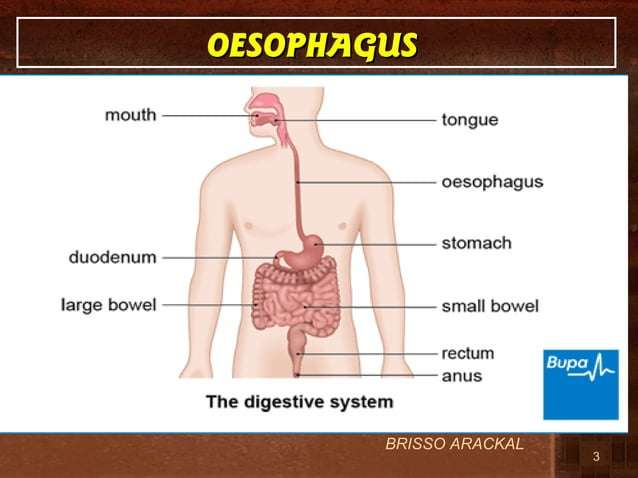 OESOPHAGUS
mouth
tongue
oesophagus
stomach
duodenum
large bowel
small bowel
rectum
anus
Bupa
The digestive system
BRISSO ARACKAL
3